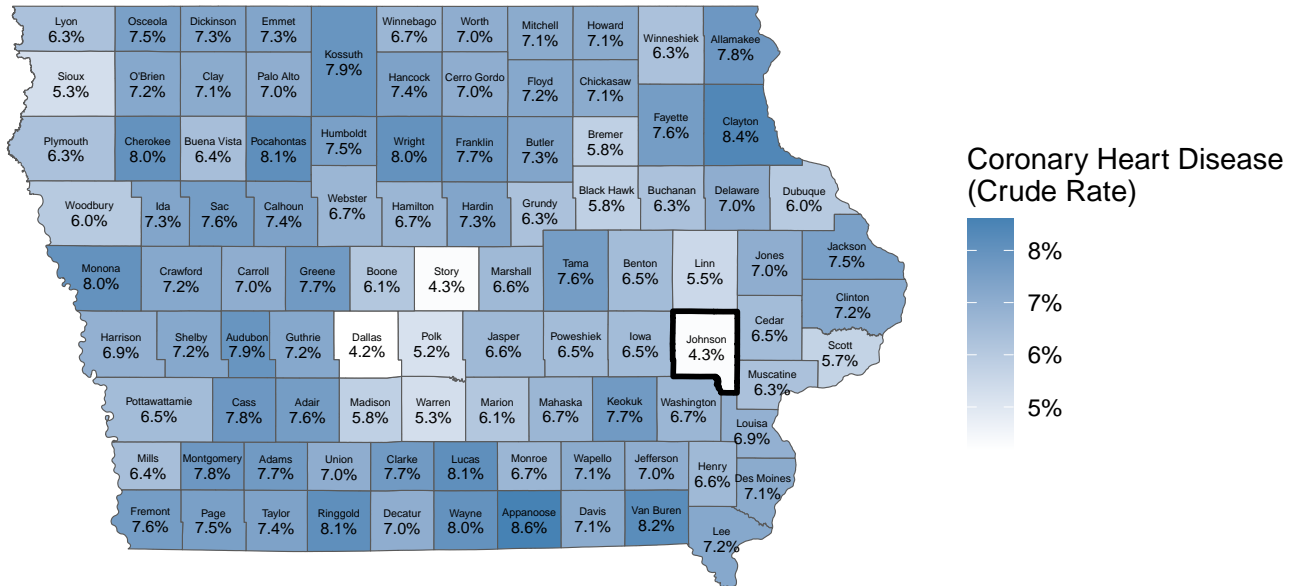 Lyon
6.3%
Osceola
7.5%
Dickinson
7.3%
Emmet
7.3%
Kossuth
7.9%
Winnebago
6.7%
Worth
7.0%
Mitchell
7.1%
Howard
7.1%
Winneshiek
6.3%
Allamakee
7.8%
Sioux
5.3%
O'Brien
7.2%
Clay
7.1%
Palo Alto
7.0%
Hancock
7.4%
Cerro Gordo
7.0%
Floyd
7.2%
Chickasaw
7.1%
Fayette
7.6%
Clayton
8.4%
Plymouth
6.3%
Cherokee
8.0%
Buena Vista
6.4%
Pocahontas
8.1%
Humboldt
7.5%
Wright
8.0%
Franklin
7.7%
Butler
7.3%
Bremer
5.8%
Woodbury
6.0%
Ida
7.3%
Sac
7.6%
Calhoun
7.4%
Webster
6.7%
Hamilton
6.7%
Hardin
7.3%
Grundy
6.3%
Black Hawk
5.8%
Buchanan
6.3%
Delaware
7.0%
Dubuque
6.0%
Monona
8.0%
Crawford
7.2%
Carroll
7.0%
Greene
7.7%
Boone
6.1%
Story
4.3%
Marshall
6.6%
Tama
7.6%
Benton
6.5%
Linn
5.5%
Jones
7.0%
Jackson
7.5%
Clinton
7.2%
Harrison
6.9%
Shelby
7.2%
Audubon
7.9%
Guthrie
7.2%
Dallas
4.2%
Polk
5.2%
Jasper
6.6%
Poweshiek
6.5%
Iowa
6.5%
Johnson
4.3%
Cedar
6.5%
Scott
5.7%
Muscatine
6.3%
Pottawattamie
6.5%
Cass
7.8%
Adair
7.6%
Madison
5.8%
Warren
5.3%
Marion
6.1%
Mahaska
6.7%
Keokuk
7.7%
Washington
6.7%
Louisa
6.9%
Mills
6.4%
Montgomery
7.8%
Adams
7.7%
Union
7.0%
Clarke
7.7%
Lucas
8.1%
Monroe
6.7%
Wapello
7.1%
Jefferson
7.0%
Henry
6.6%
Des Moines
7.1%
Fremont
7.6%
Page
7.5%
Taylor
7.4%
Ringgold
8.1%
Decatur
7.0%
Wayne
8.0%
Appanoose
8.6%
Davis
7.1%
Van Buren
8.2%
Lee
7.2%
Coronary Heart Disease
(Crude Rate)
8%
7%
6%
5%